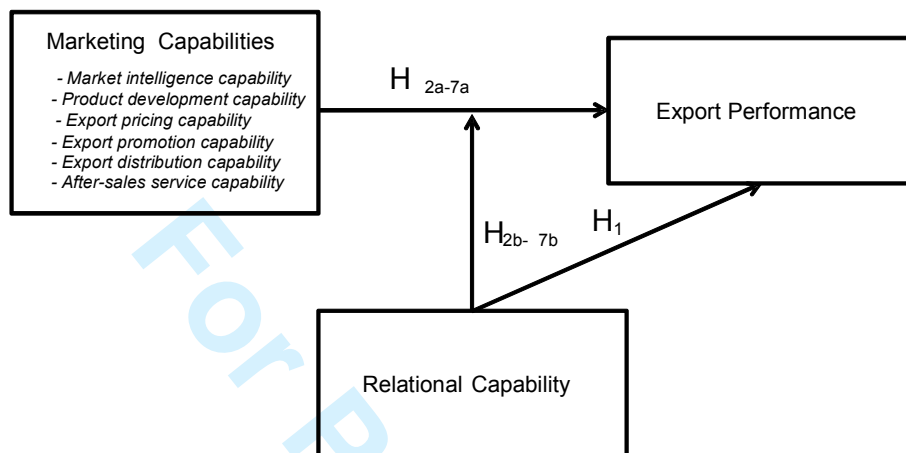 Marketing Capabilities
- Market intelligence capability
- Product development capability
- Export pricing capability
- Export promotion capability
- Export distribution capability
- After-sales service capability
H 2a-7a
Export Performance
H2b- 7b
H1
Relational Capability
For P